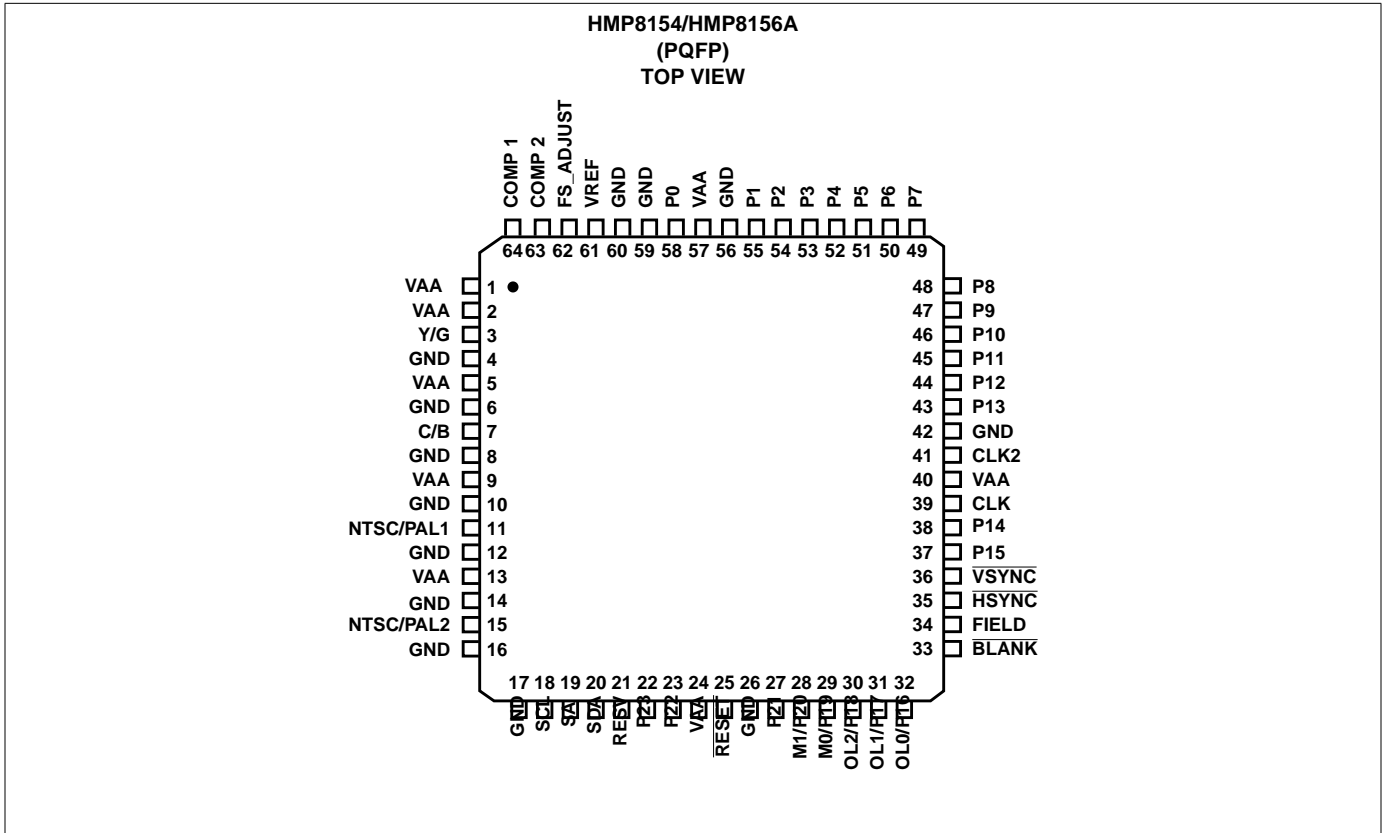 HMP8154/HMP8156A
(PQFP)
TOP VIEW
COMP 1
COMP 2
FS_ADJUST
VREF
GND
GND
P0
VAA
GND
P1
P2
P3
P4
P5
P6
P7
64 63 62 61 60 59 58 57 56 55 54 53 52 51 50 49
VAA 1
VAA 2
Y/G 3
GND 4
VAA 5
GND 6
C/B 7
GND 8
VAA 9
GND 10
NTSC/PAL1 11
GND 12
VAA 13
GND 14
NTSC/PAL2 15
GND 16
48 P8
47 P9
46 P10
45 P11
44 P12
43 P13
42 GND
41 CLK2
40 VAA
39 CLK
38 P14
37 P15
36 VSYNC
35 HSYNC
34 FIELD
33 BLANK
17 18 19 20 21 22 23 24 25 26 27 28 29 30 31 32
GND
SCL
SA
SDA
RESV
P23
P22
VAA
RESET
GND
P21
M1/P20
M0/P19
OL2/P18
OL1/P17
OL0/P16